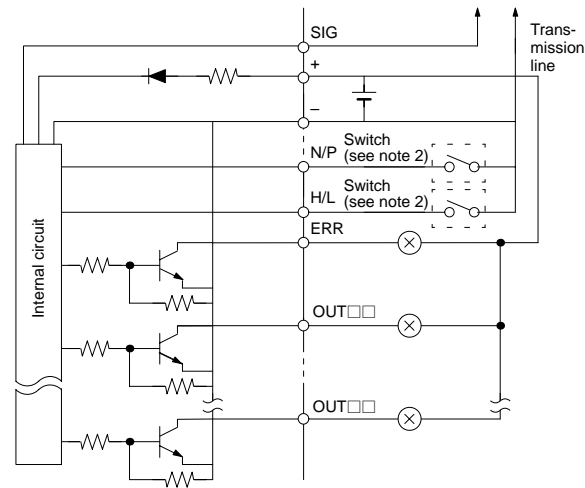 SIG
Trans-
mission
line
+
−
N/P
Switch
(see note 2)
H/L
Switch
(see note 2)
ERR
Internal circuit
OUT□□
OUT□□